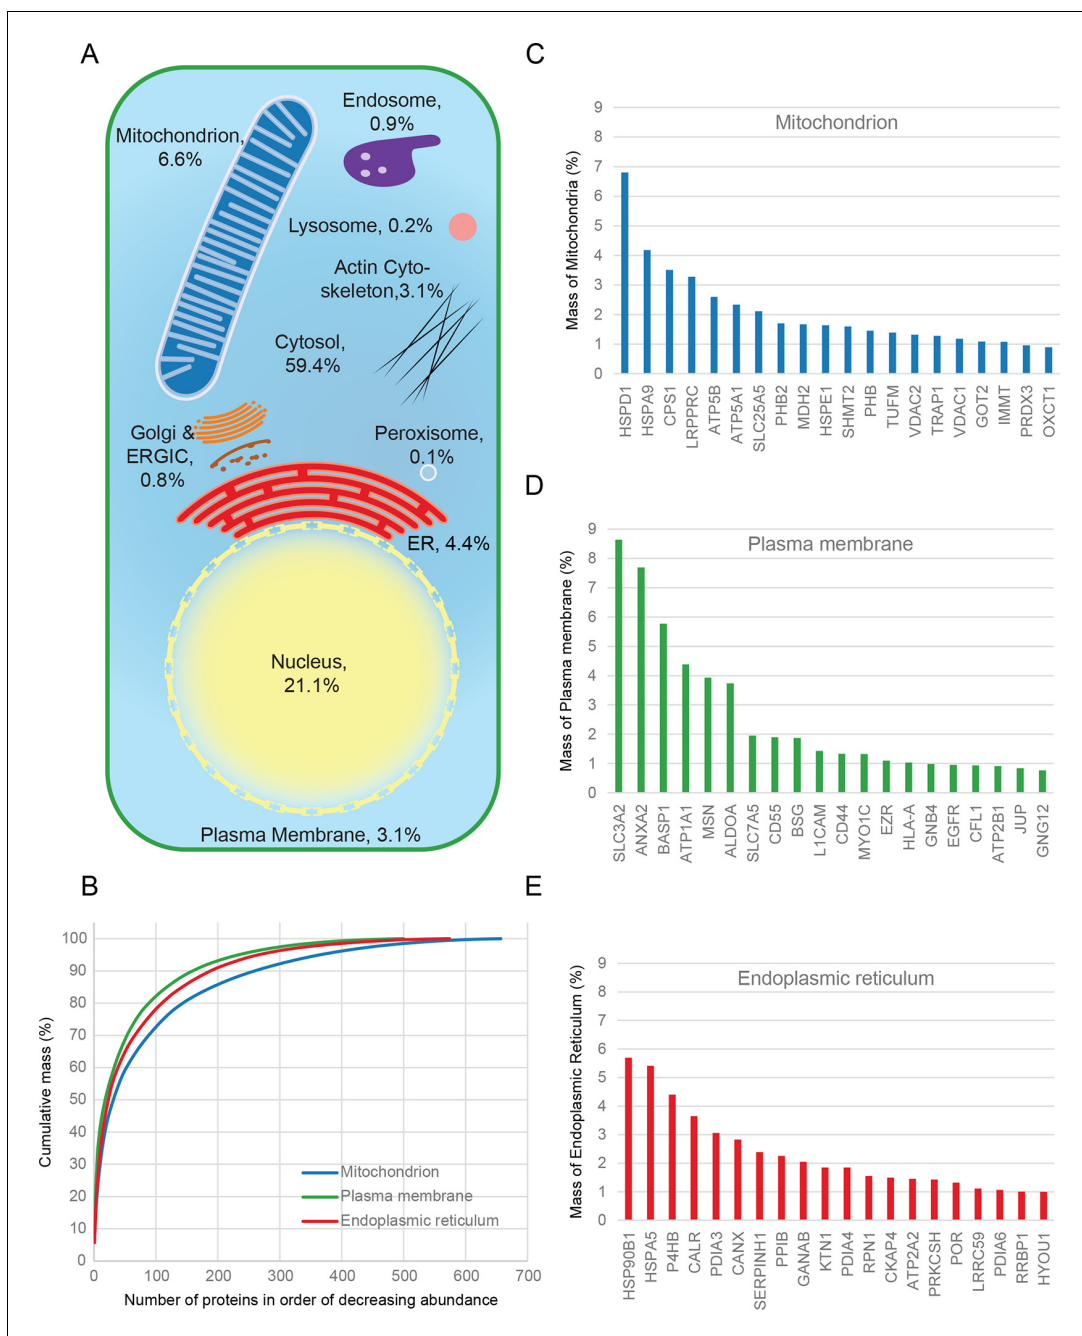 A
Mitochondrion,
6.6%
Endosome,
0.9%
Lysosome, 0.2%
Actin Cyto-
skeleton,3.1%
Cytosol,
59.4%
Golgi &
ERGIC,
0.8%
Peroxisome,
0.1%
ER, 4.4%
Nucleus,
21.1%
Plasma Membrane, 3.1%
B
Cumulative mass (%)
100
90
80
70
60
50
40
30
20
10
0
Mitochondrion
Plasma membrane
Endoplasmic reticulum
0 100 200 300 400 500 600 700
Number of proteins in order of decreasing abundance
C
Mitochondrion
Mass of Mitochondria (%)
9
8
7
6
5
4
3
2
1
0
HSPD1
HSPA9
CPS1
LRPPRC
ATP5B
ATP5A1
SLC25A5
PHB2
MDH2
HSPE1
SHMT2
PHB
TUFM
VDAC2
TRAP1
VDAC1
GOT2
IMMT
PRDX3
OXCT1
D
Plasma membrane
Mass of Plasma membrane (%)
9
8
7
6
5
4
3
2
1
0
SLC3A2
ANXA2
BASP1
ATP1A1
MSN
ALDOA
SLC7A5
CD55
BSG
L1CAM
CD44
MYO1C
EZR
HLA-A
GNB4
EGFR
CFL1
ATP2B1
JUP
GNG12
E
Endoplasmic reticulum
Mass of Endoplasmic Reticulum (%)
9
8
7
6
5
4
3
2
1
0
HSP90B1
HSPA5
P4HB
CALR
PDIA3
CANX
SERPINH1
PPIB
GANAB
KTN1
PDIA4
RPN1
CKAP4
ATP2A2
PRKCSH
POR
LRRC59
PDIA6
RRBP1
HYOU1